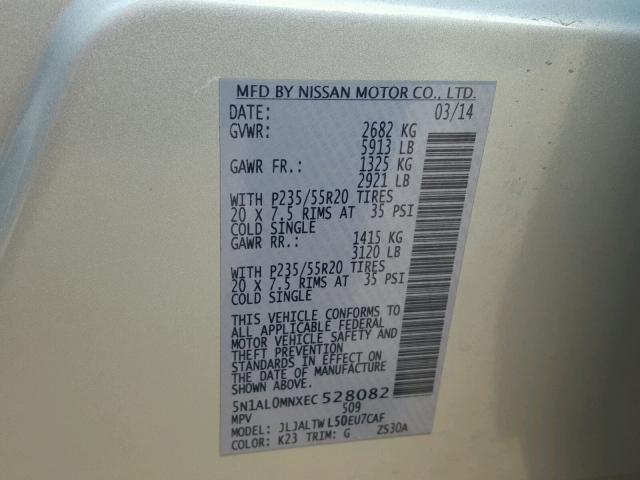 MFD BY NISSAN MOTOR CO., LTD.
DATE: 03/14
GVWR: 2682 KG
5913 LB
GAWR FR.: 1325 KG
2921 LB
WITH P235/55R20 TIRES
20 X 7.5 RIMS AT 35 PSI
COLD SINGLE
GAWR RR.: 1415 KG
3120 LB
WITH P235/55R20 TIRES
20 X 7.5 RIMS AT 35 PSI
COLD SINGLE
THIS VEHICLE CONFORMS TO
ALL APPLICABLE FEDERAL
MOTOR VEHICLE SAFETY AND
THEFT PREVENTION
STANDARDS IN EFFECT ON
THE DATE OF MANUFACTURE
SHOWN ABOVE.
5N1AL0MNXEC528082
MPV 509
MODEL: JLJALTWL50EU7CAF
COLOR: K23 TRIM: G ZS30A